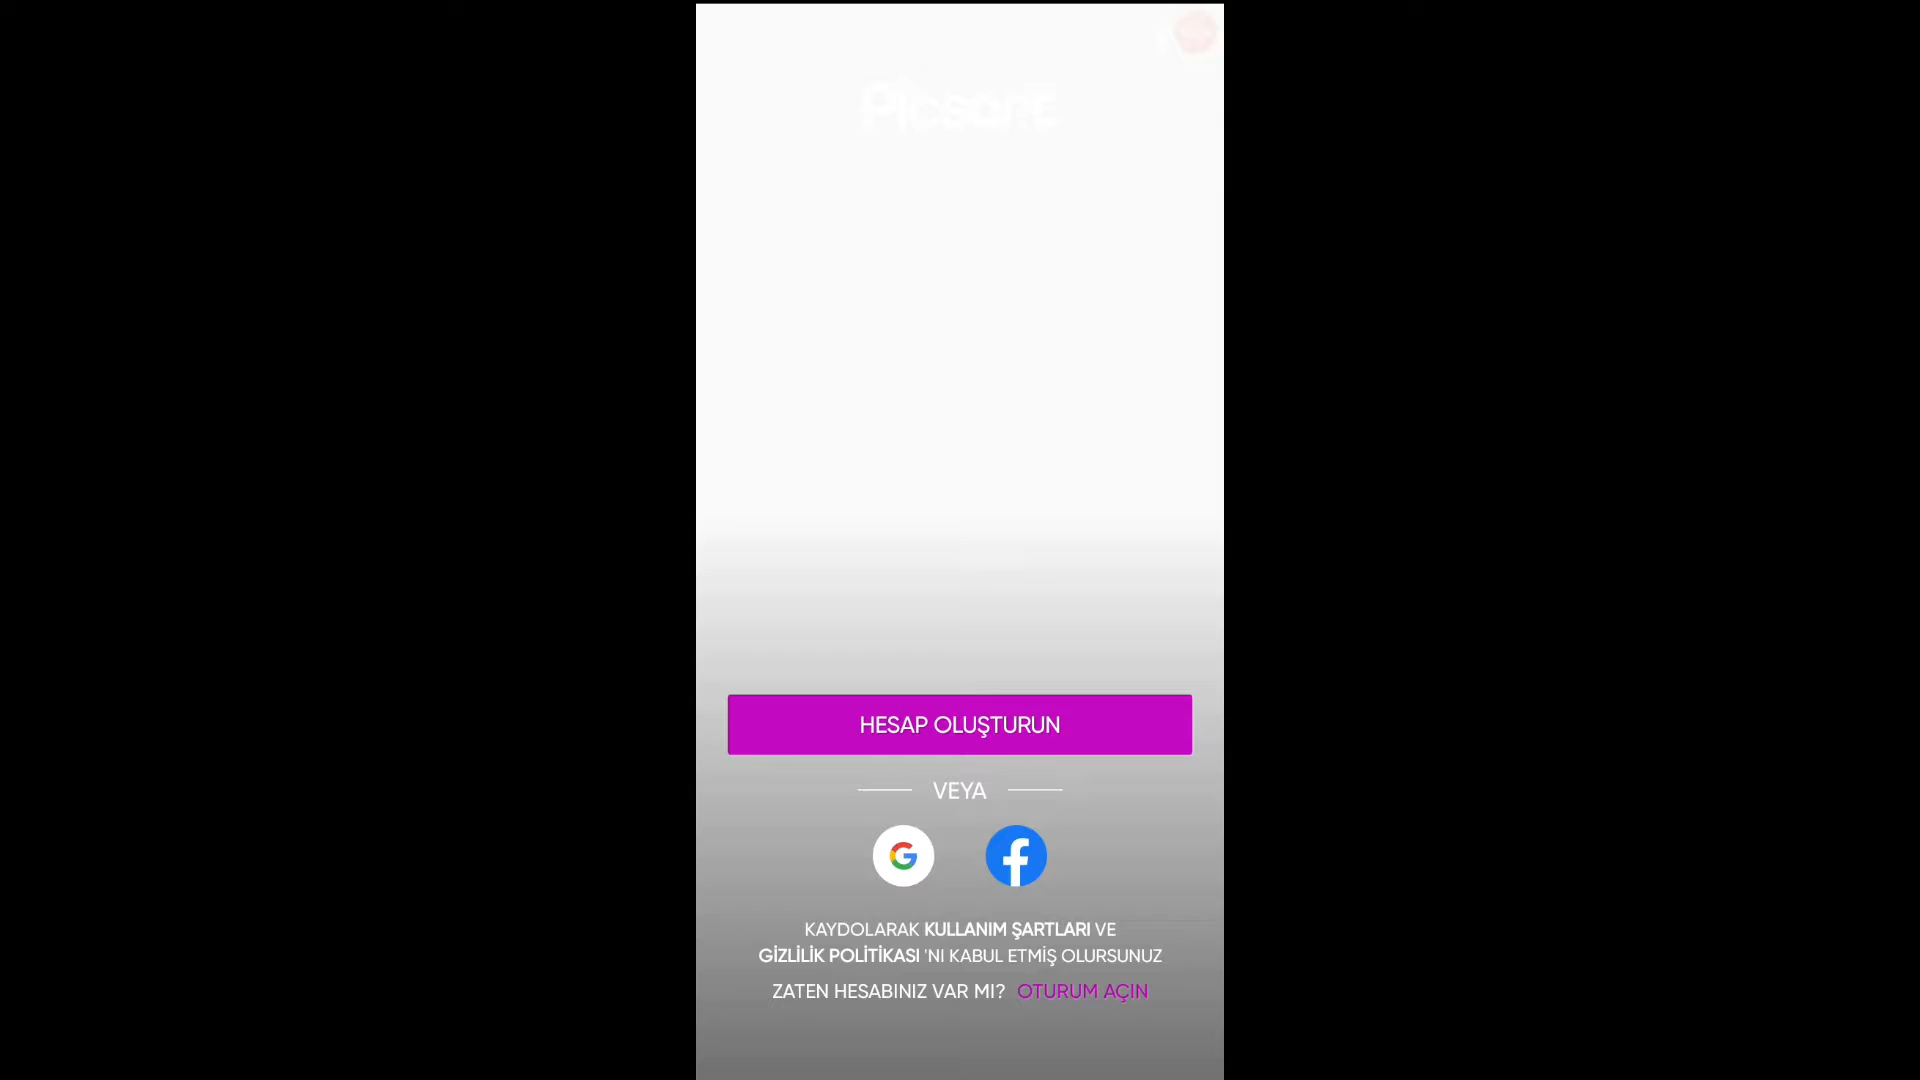 Picsart
HESAP OLUŞTURUN
VEYA
KAYDOLARAK KULLANIM ŞARTLARI VE
GİZLİLİK POLİTİKASI 'NI KABUL ETMİŞ OLURSUNUZ
ZATEN HESABINIZ VAR MI? OTURUM AÇIN